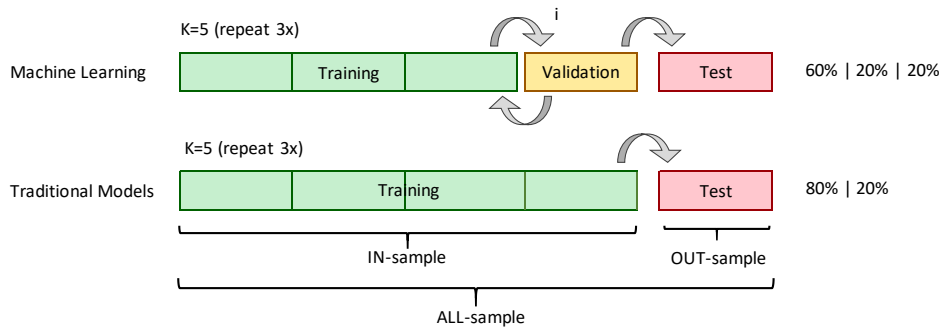 K=5 (repeat 3x)
i
Machine Learning
Training
Validation
Test
60% | 20% | 20%
K=5 (repeat 3x)
Traditional Models
Training
Test
80% | 20%
IN-sample
OUT-sample
ALL-sample